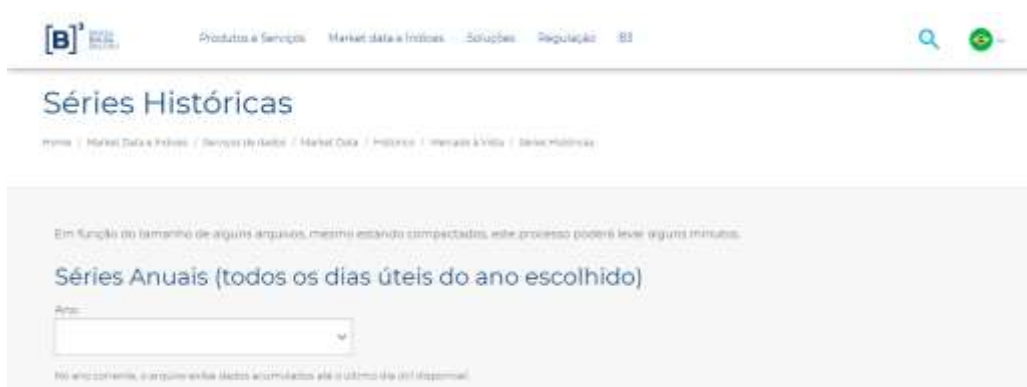 [B]³
Produtos e Serviços Market data e Índices Soluções Regulação B3
Séries Históricas
Home / Market Data e Índices / Serviços de dados / Market Data / Histórico / Mercado à Vista / Séries Históricas
Em função do tamanho de alguns arquivos, mesmo estando compactados, este processo poderá levar alguns minutos.
Séries Anuais (todos os dias úteis do ano escolhido)
Ano:
No ano corrente, o arquivo exibe dados acumulados até o último dia útil disponível.